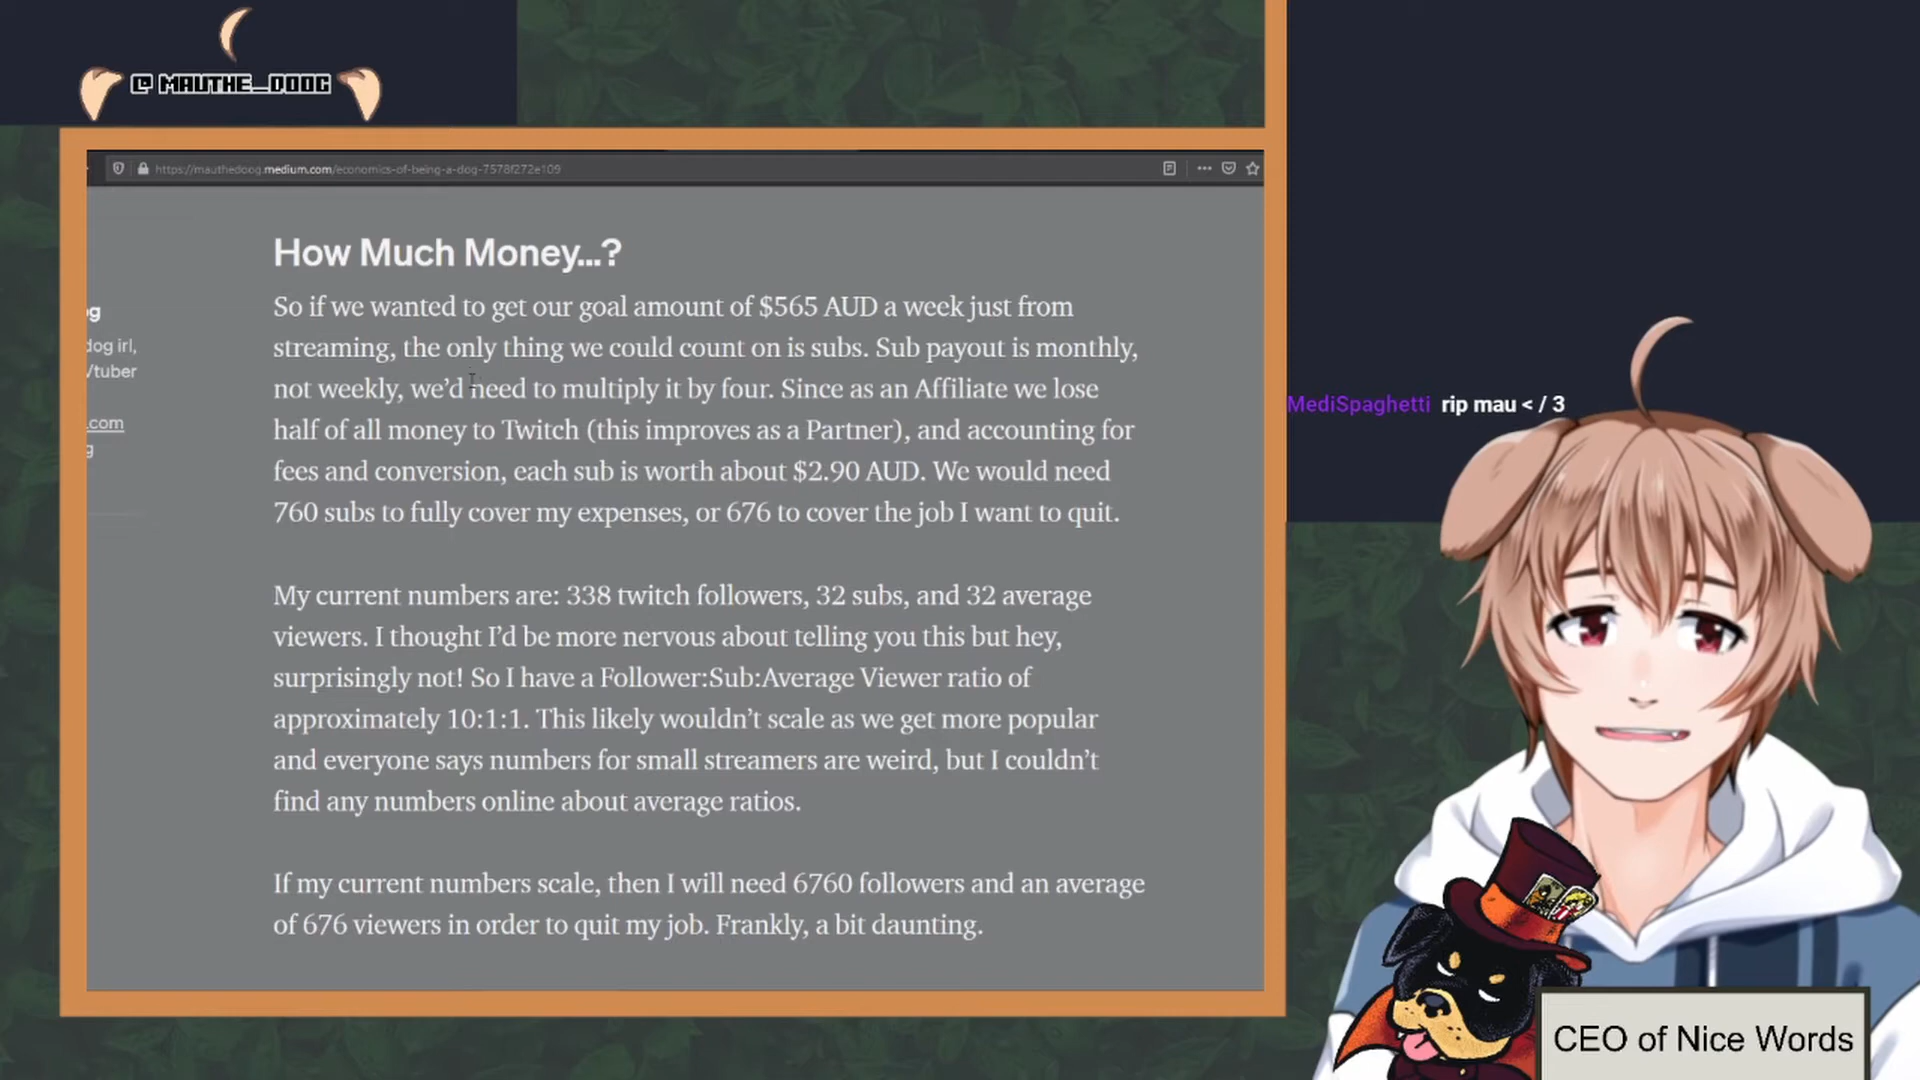 @ MAUTHE_DOOG
https://mauthedoog.medium.com/economics-of-being-a-dog-7578f272e109
How Much Money...?
So if we wanted to get our goal amount of $565 AUD a week just from
streaming, the only thing we could count on is subs. Sub payout is monthly,
not weekly, we’d need to multiply it by four. Since as an Affiliate we lose
half of all money to Twitch (this improves as a Partner), and accounting for
fees and conversion, each sub is worth about $2.90 AUD. We would need
760 subs to fully cover my expenses, or 676 to cover the job I want to quit.
My current numbers are: 338 twitch followers, 32 subs, and 32 average
viewers. I thought I’d be more nervous about telling you this but hey,
surprisingly not! So I have a Follower:Sub:Average Viewer ratio of
approximately 10:1:1. This likely wouldn’t scale as we get more popular
and everyone says numbers for small streamers are weird, but I couldn’t
find any numbers online about average ratios.
If my current numbers scale, then I will need 6760 followers and an average
of 676 viewers in order to quit my job. Frankly, a bit daunting.
og
dog irl,
Vtuber
.com
g
MediSpaghetti rip mau < / 3
CEO of Nice Words